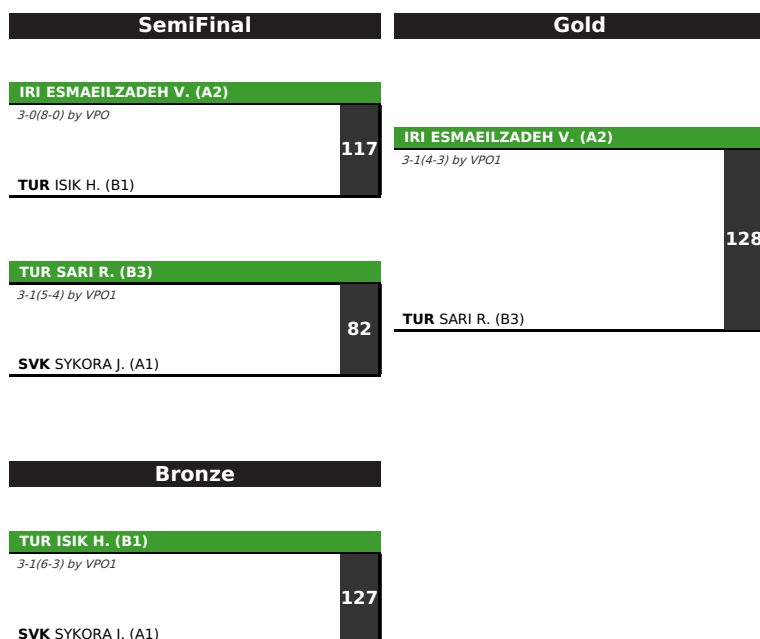 SemiFinal
IRI ESMAEILZADEH V. (A2)
3-0(8-0) by VPO
117
TUR ISIK H. (B1)
TUR SARI R. (B3)
3-1(5-4) by VPO1
82
SVK SYKORA J. (A1)
Gold
IRI ESMAEILZADEH V. (A2)
3-1(4-3) by VPO1
128
TUR SARI R. (B3)
Bronze
TUR ISIK H. (B1)
3-1(6-3) by VPO1
127
SVK SYKORA J. (A1)